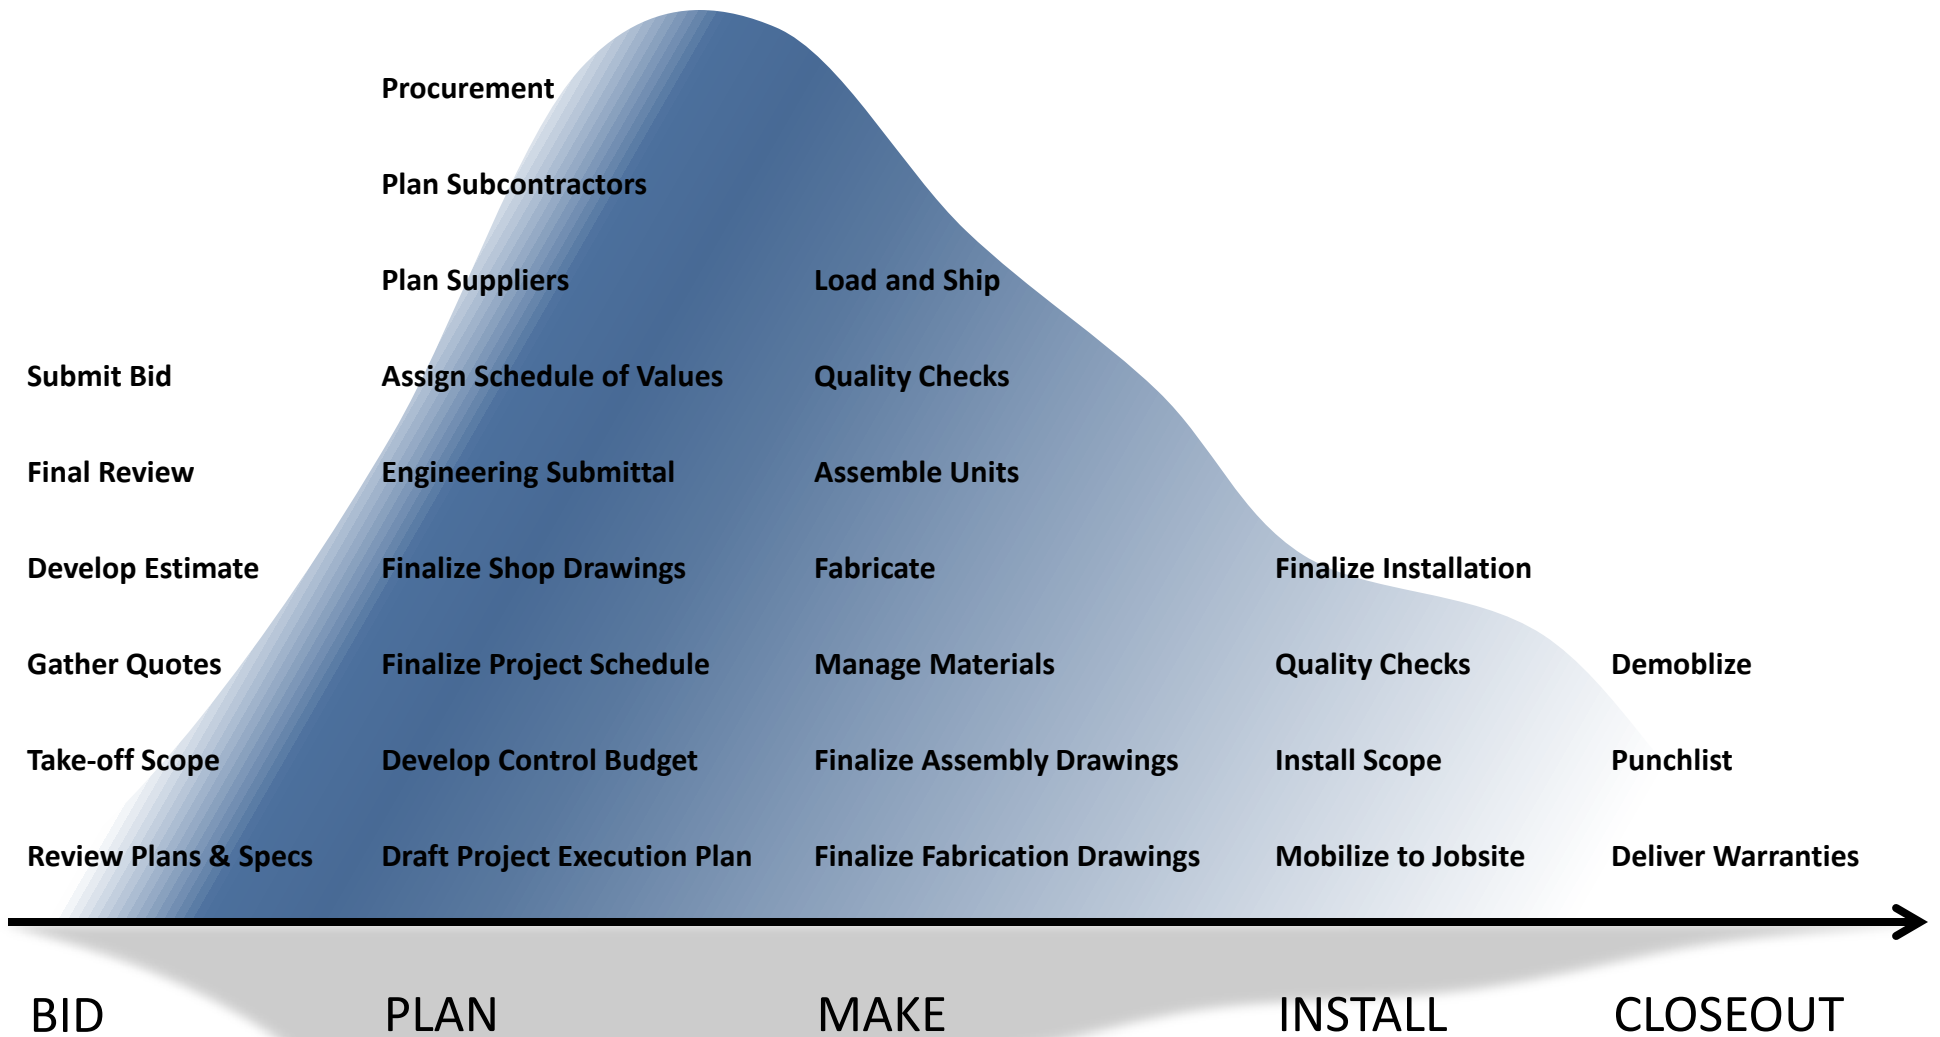 Procurement
Plan Subcontractors
Plan Suppliers
Load and Ship
Submit Bid
Assign Schedule of Values
Quality Checks
Final Review
Engineering Submittal
Assemble Units
Develop Estimate
Finalize Shop Drawings
Fabricate
Finalize Installation
Gather Quotes
Finalize Project Schedule
Manage Materials
Quality Checks
Demoblize
Take-off Scope
Develop Control Budget
Finalize Assembly Drawings
Install Scope
Punchlist
Review Plans & Specs
Draft Project Execution Plan
Finalize Fabrication Drawings
Mobilize to Jobsite
Deliver Warranties
BID
PLAN
MAKE
INSTALL
CLOSEOUT